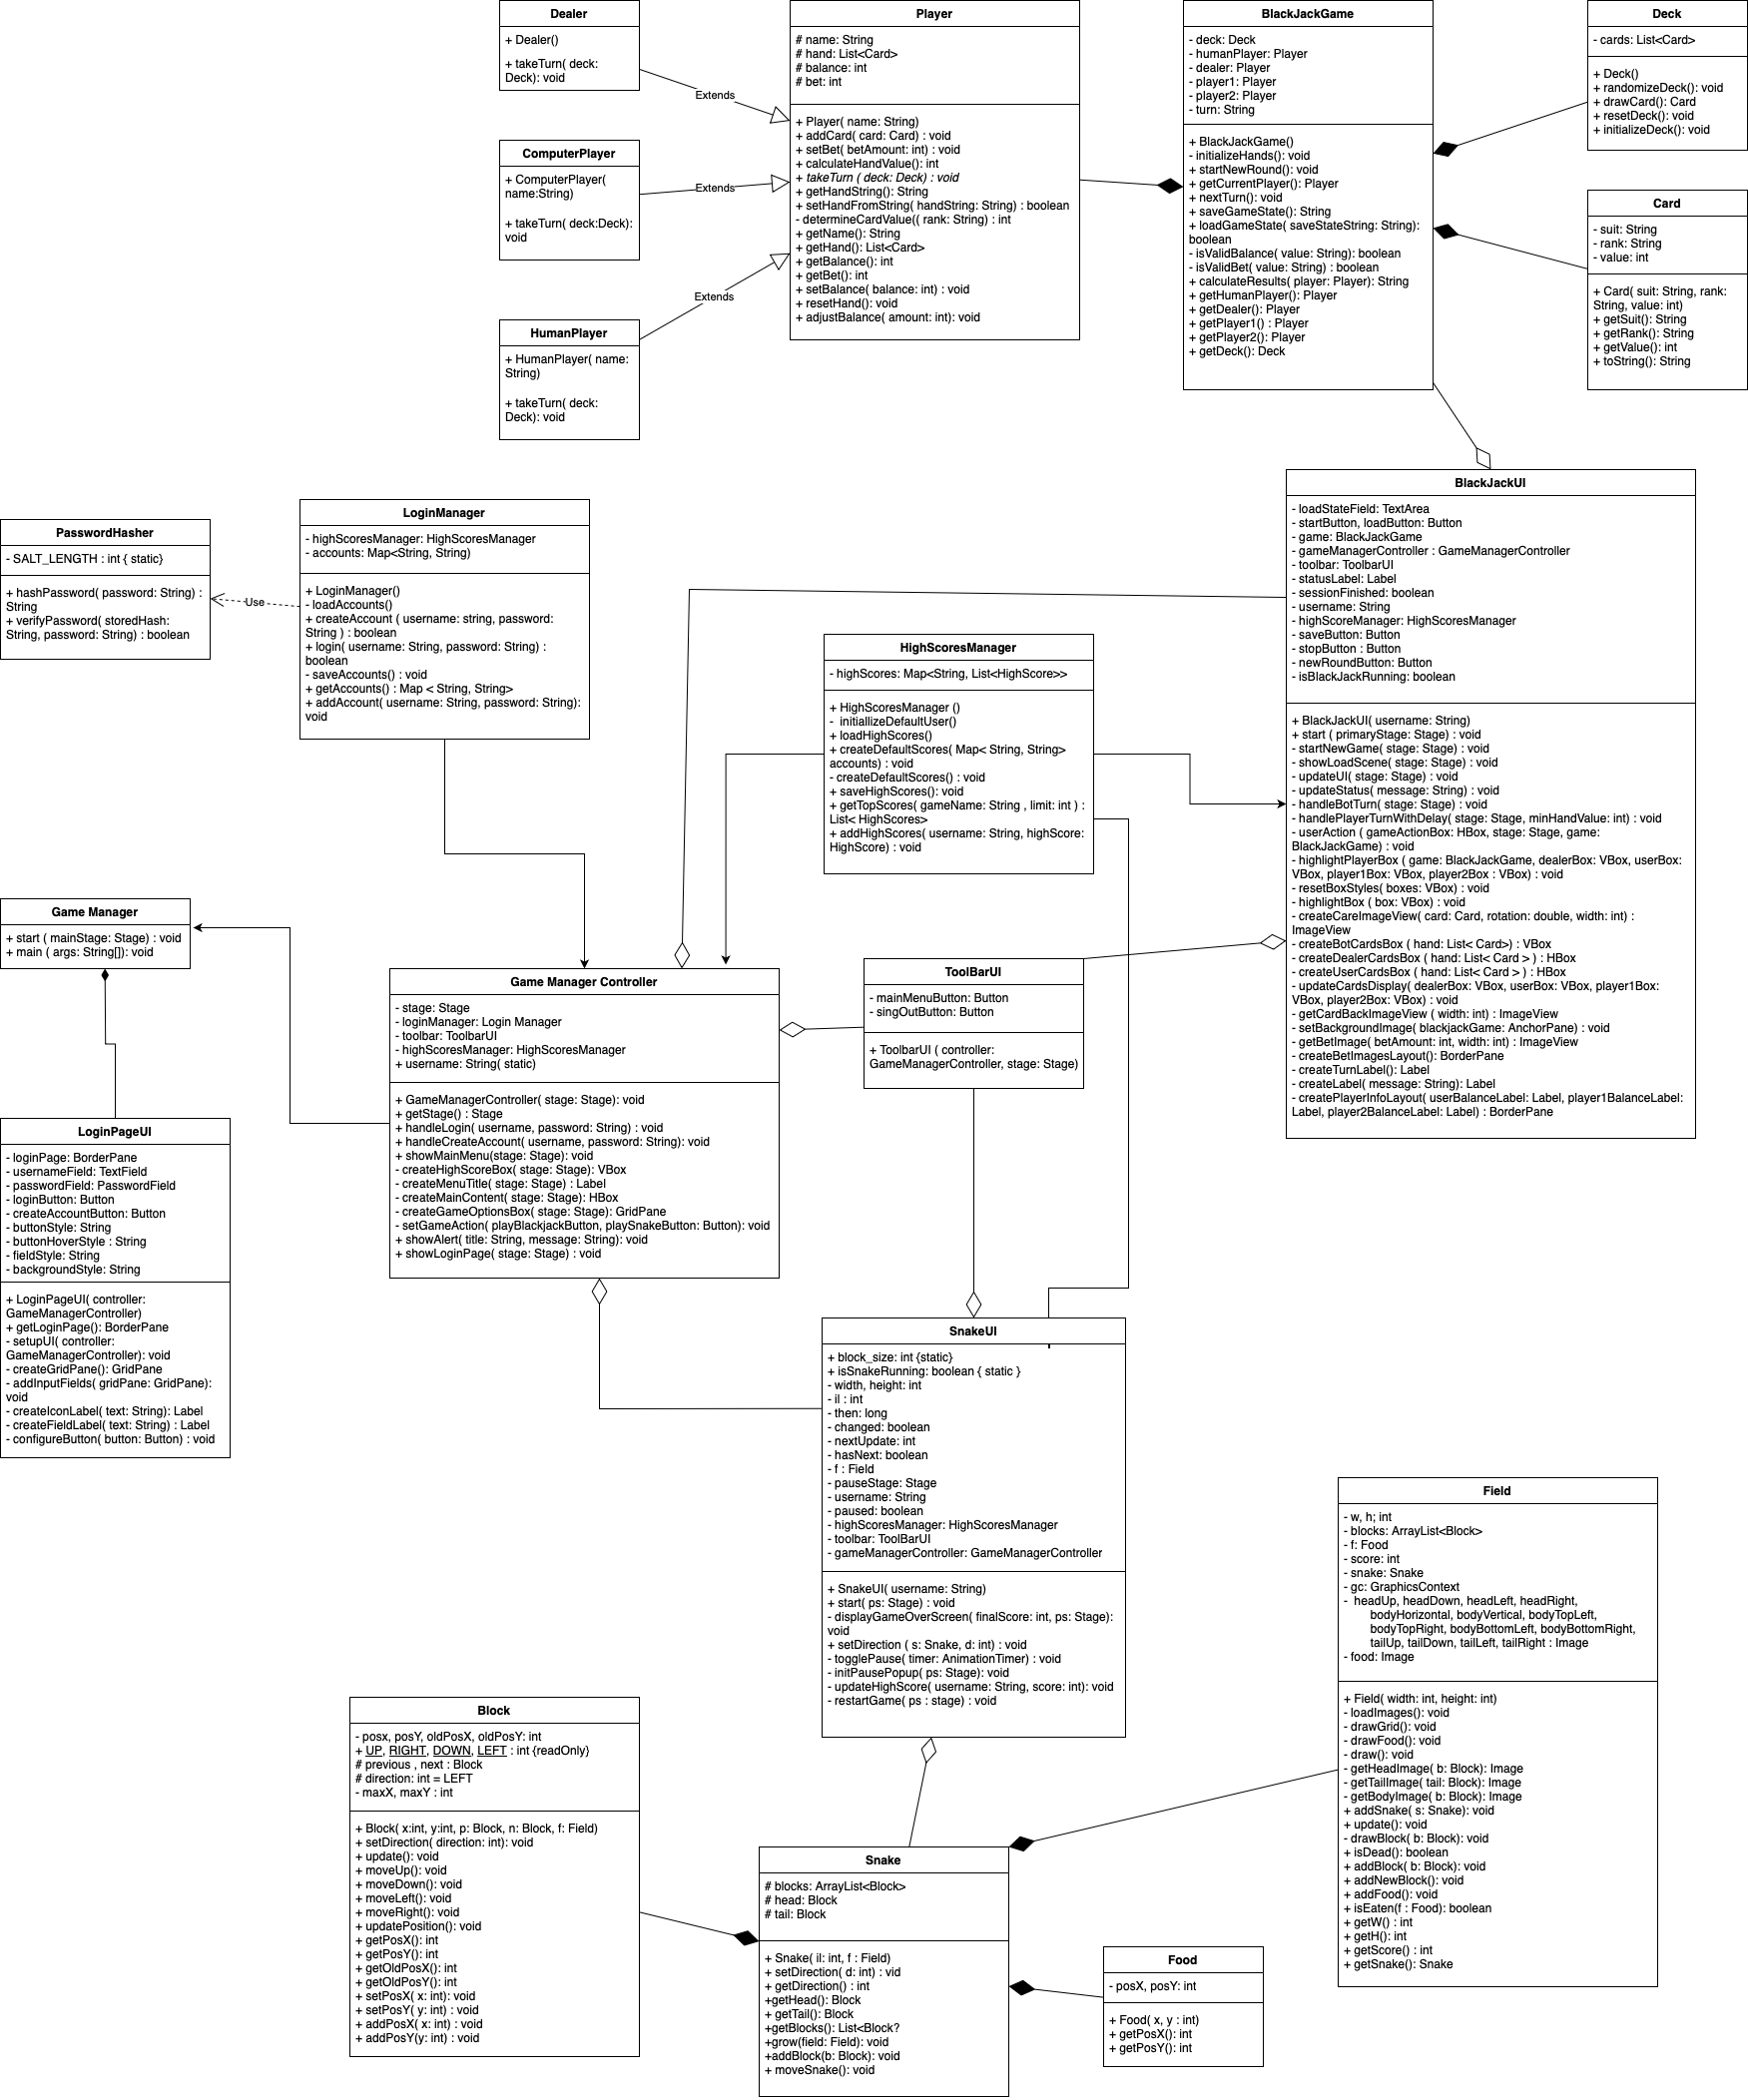 Dealer
+ Dealer()
+ takeTurn( deck:
Deck): void
Extends
Player
# name: String
# hand: List<Card>
# balance: int
# bet: int
+ Player( name: String)
+ addCard( card: Card) : void
+ setBet( betAmount: int) : void
+ calculateHandValue(): int
+ takeTurn ( deck: Deck) : void
+ getHandString(): String
+ setHandFromString( handString: String) : boolean
- determineCardValue(( rank: String) : int
+ getName(): String
+ getHand(): List<Card>
+ getBalance(): int
+ getBet(): int
+ setBalance( balance: int) : void
+ resetHand(): void
+ adjustBalance( amount: int): void
BlackJackGame
- deck: Deck
- humanPlayer: Player
- dealer: Player
- player1: Player
- player2: Player
- turn: String
+ BlackJackGame()
- initializeHands(): void
+ startNewRound(): void
+ getCurrentPlayer(): Player
+ nextTurn(): void
+ saveGameState(): String
+ loadGameState( saveStateString: String):
boolean
- isValidBalance( value: String): boolean
- isValidBet( value: String) : boolean
+ calculateResults( player: Player): String
+ getHumanPlayer(): Player
+ getDealer(): Player
+ getPlayer1() : Player
+ getPlayer2(): Player
+ getDeck(): Deck
Deck
- cards: List<Card>
+ Deck()
+ randomizeDeck(): void
+ drawCard(): Card
+ resetDeck(): void
+ initializeDeck(): void
ComputerPlayer
+ ComputerPlayer(
name:String)
+ takeTurn( deck:Deck):
void
Extends
Card
- suit: String
- rank: String
- value: int
+ Card( suit: String, rank:
String, value: int)
+ getSuit(): String
+ getRank(): String
+ getValue(): int
+ toString(): String
HumanPlayer
+ HumanPlayer( name:
String)
+ takeTurn( deck:
Deck): void
Extends
PasswordHasher
- SALT_LENGTH : int { static}
+ hashPassword( password: String) :
String
+ verifyPassword( storedHash:
String, password: String) : boolean
Use
LoginManager
- highScoresManager: HighScoresManager
- accounts: Map<String, String)
+ LoginManager()
- loadAccounts()
+ createAccount ( username: string, password:
String ) : boolean
+ login( username: String, password: String) :
boolean
- saveAccounts() : void
+ getAccounts() : Map < String, String>
+ addAccount( username: String, password: String):
void
HighScoresManager
- highScores: Map<String, List<HighScore>>
+ HighScoresManager ()
-  initiallizeDefaultUser()
+ loadHighScores()
+ createDefaultScores( Map< String, String>
accounts) : void
- createDefaultScores() : void
+ saveHighScores(): void
+ getTopScores( gameName: String , limit: int ) :
List< HighScores>
+ addHighScores( username: String, highScore:
HighScore) : void
BlackJackUI
- loadStateField: TextArea
- startButton, loadButton: Button
- game: BlackJackGame
- gameManagerController : GameManagerController
- toolbar: ToolbarUI
- statusLabel: Label
- sessionFinished: boolean
- username: String
- highScoreManager: HighScoresManager
- saveButton: Button
- stopButton : Button
- newRoundButton: Button
- isBlackJackRunning: boolean
+ BlackJackUI( username: String)
+ start ( primaryStage: Stage) : void
- startNewGame( stage: Stage) : void
- showLoadScene( stage: Stage) : void
- updateUI( stage: Stage) : void
- updateStatus( message: String) : void
- handleBotTurn( stage: Stage) : void
- handlePlayerTurnWithDelay( stage: Stage, minHandValue: int) : void
- userAction ( gameActionBox: HBox, stage: Stage, game:
BlackJackGame) : void
- highlightPlayerBox ( game: BlackJackGame, dealerBox: VBox, userBox:
VBox, player1Box: VBox, player2Box : VBox) : void
- resetBoxStyles( boxes: VBox) : void
- highlightBox ( box: VBox) : void
- createCareImageView( card: Card, rotation: double, width: int) :
ImageView
- createBotCardsBox ( hand: List< Card>) : VBox
- createDealerCardsBox ( hand: List< Card > ) : HBox
- createUserCardsBox ( hand: List< Card > ) : HBox
- updateCardsDisplay( dealerBox: VBox, userBox: VBox, player1Box:
VBox, player2Box: VBox) : void
- getCardBackImageView ( width: int) : ImageView
- setBackgroundImage( blackjackGame: AnchorPane) : void
- getBetImage( betAmount: int, width: int) : ImageView
- createBetImagesLayout(): BorderPane
- createTurnLabel(): Label
- createLabel( message: String): Label
- createPlayerInfoLayout( userBalanceLabel: Label, player1BalanceLabel:
Label, player2BalanceLabel: Label) : BorderPane
Game Manager
+ start ( mainStage: Stage) : void
+ main ( args: String[]): void
Game Manager Controller
- stage: Stage
- loginManager: Login Manager
- toolbar: ToolbarUI
- highScoresManager: HighScoresManager
+ username: String( static)
+ GameManagerController( stage: Stage): void
+ getStage() : Stage
+ handleLogin( username, password: String) : void
+ handleCreateAccount( username, password: String): void
+ showMainMenu(stage: Stage): void
- createHighScoreBox( stage: Stage): VBox
- createMenuTitle( stage: Stage) : Label
- createMainContent( stage: Stage): HBox
- createGameOptionsBox( stage: Stage): GridPane
- setGameAction( playBlackjackButton, playSnakeButton: Button): void
+ showAlert( title: String, message: String): void
+ showLoginPage( stage: Stage) : void
ToolBarUI
- mainMenuButton: Button
- singOutButton: Button
+ ToolbarUI ( controller:
GameManagerController, stage: Stage)
LoginPageUI
- loginPage: BorderPane
- usernameField: TextField
- passwordField: PasswordField
- loginButton: Button
- createAccountButton: Button
- buttonStyle: String
- buttonHoverStyle : String
- fieldStyle: String
- backgroundStyle: String
+ LoginPageUI( controller:
GameManagerController)
+ getLoginPage(): BorderPane
- setupUI( controller:
GameManagerController): void
- createGridPane(): GridPane
- addInputFields( gridPane: GridPane):
void
- createIconLabel( text: String): Label
- createFieldLabel( text: String) : Label
- configureButton( button: Button) : void
SnakeUI
+ block_size: int {static}
+ isSnakeRunning: boolean { static }
- width, height: int
- il : int
- then: long
- changed: boolean
- nextUpdate: int
- hasNext: boolean
- f : Field
- pauseStage: Stage
- username: String
- paused: boolean
- highScoresManager: HighScoresManager
- toolbar: ToolBarUI
- gameManagerController: GameManagerController
+ SnakeUI( username: String)
+ start( ps: Stage) : void
- displayGameOverScreen( finalScore: int, ps: Stage):
void
+ setDirection ( s: Snake, d: int) : void
- togglePause( timer: AnimationTimer) : void
- initPausePopup( ps: Stage): void
- updateHighScore( username: String, score: int): void
- restartGame( ps : stage) : void
Field
- w, h; int
- blocks: ArrayList<Block>
- f: Food
- score: int
- snake: Snake
- gc: GraphicsContext
-  headUp, headDown, headLeft, headRight,
bodyHorizontal, bodyVertical, bodyTopLeft,
bodyTopRight, bodyBottomLeft, bodyBottomRight,
tailUp, tailDown, tailLeft, tailRight : Image
- food: Image
+ Field( width: int, height: int)
- loadImages(): void
- drawGrid(): void
- drawFood(): void
- draw(): void
- getHeadImage( b: Block): Image
- getTailImage( tail: Block): Image
- getBodyImage( b: Block): Image
+ addSnake( s: Snake): void
+ update(): void
- drawBlock( b: Block): void
+ isDead(): boolean
+ addBlock( b: Block): void
+ addNewBlock(): void
+ addFood(): void
+ isEaten(f : Food): boolean
+ getW() : int
+ getH(): int
+ getScore() : int
+ getSnake(): Snake
Block
- posx, posY, oldPosX, oldPosY: int
+ UP, RIGHT, DOWN, LEFT : int {readOnly}
# previous , next : Block
# direction: int = LEFT
- maxX, maxY : int
+ Block( x:int, y:int, p: Block, n: Block, f: Field)
+ setDirection( direction: int): void
+ update(): void
+ moveUp(): void
+ moveDown(): void
+ moveLeft(): void
+ moveRight(): void
+ updatePosition(): void
+ getPosX(): int
+ getPosY(): int
+ getOldPosX(): int
+ getOldPosY(): int
+ setPosX( x: int): void
+ setPosY( y: int) : void
+ addPosX( x: int) : void
+ addPosY(y: int) : void
Snake
# blocks: ArrayList<Block>
# head: Block
# tail: Block
+ Snake( il: int, f : Field)
+ setDirection( d: int) : vid
+ getDirection() : int
+getHead(): Block
+ getTail(): Block
+getBlocks(): List<Block?
+grow(field: Field): void
+addBlock(b: Block): void
+ moveSnake(): void
Food
- posX, posY: int
+ Food( x, y : int)
+ getPosX(): int
+ getPosY(): int